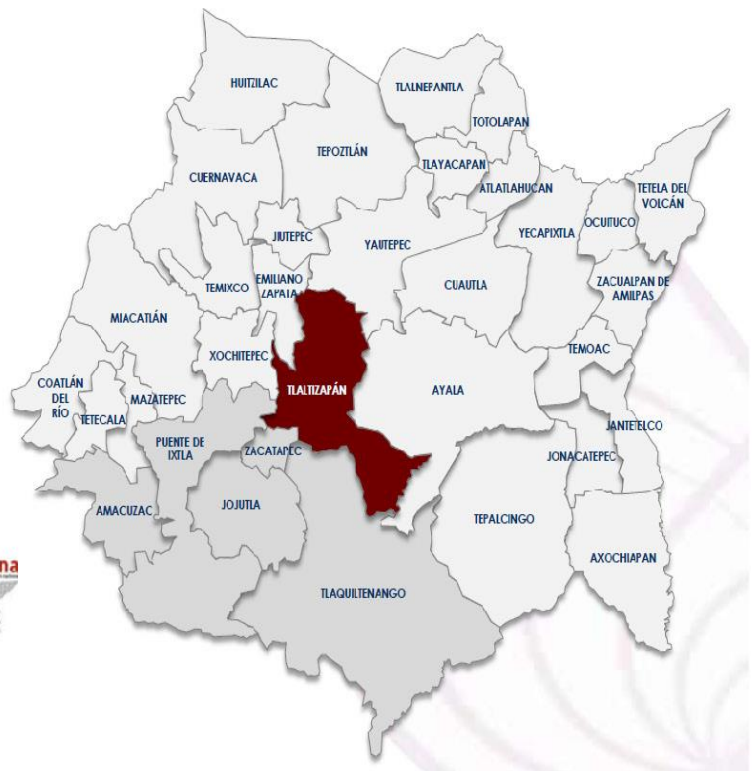 HUITZILAC
TLALNEPANTLA
TOTOLAPAN
TEPOZTLÁN
TLAYACAPAN
CUERNAVACA
ATLATLAHUCAN
TETELA DEL
VOLCÁN
OCUITUCO
YECAPIXTLA
JIUTEPEC
YAUTEPEC
EMILIANO
ZAPATA
TEMIXCO
CUAUTLA
ZACUALPAN DE
AMILPAS
MIACATLÁN
XOCHITEPEC
TEMOAC
COATLÁN
DEL
RÍO
TETECALA
MAZATEPEC
TLALTIZAPÁN
AYALA
JANTETELCO
PUENTE DE
IXTLA
ZACATAPEC
JONACATEPEC
AMACUZAC
JOJUTLA
TEPALCINGO
AXOCHIAPAN
na
TLAQUILTENANGO